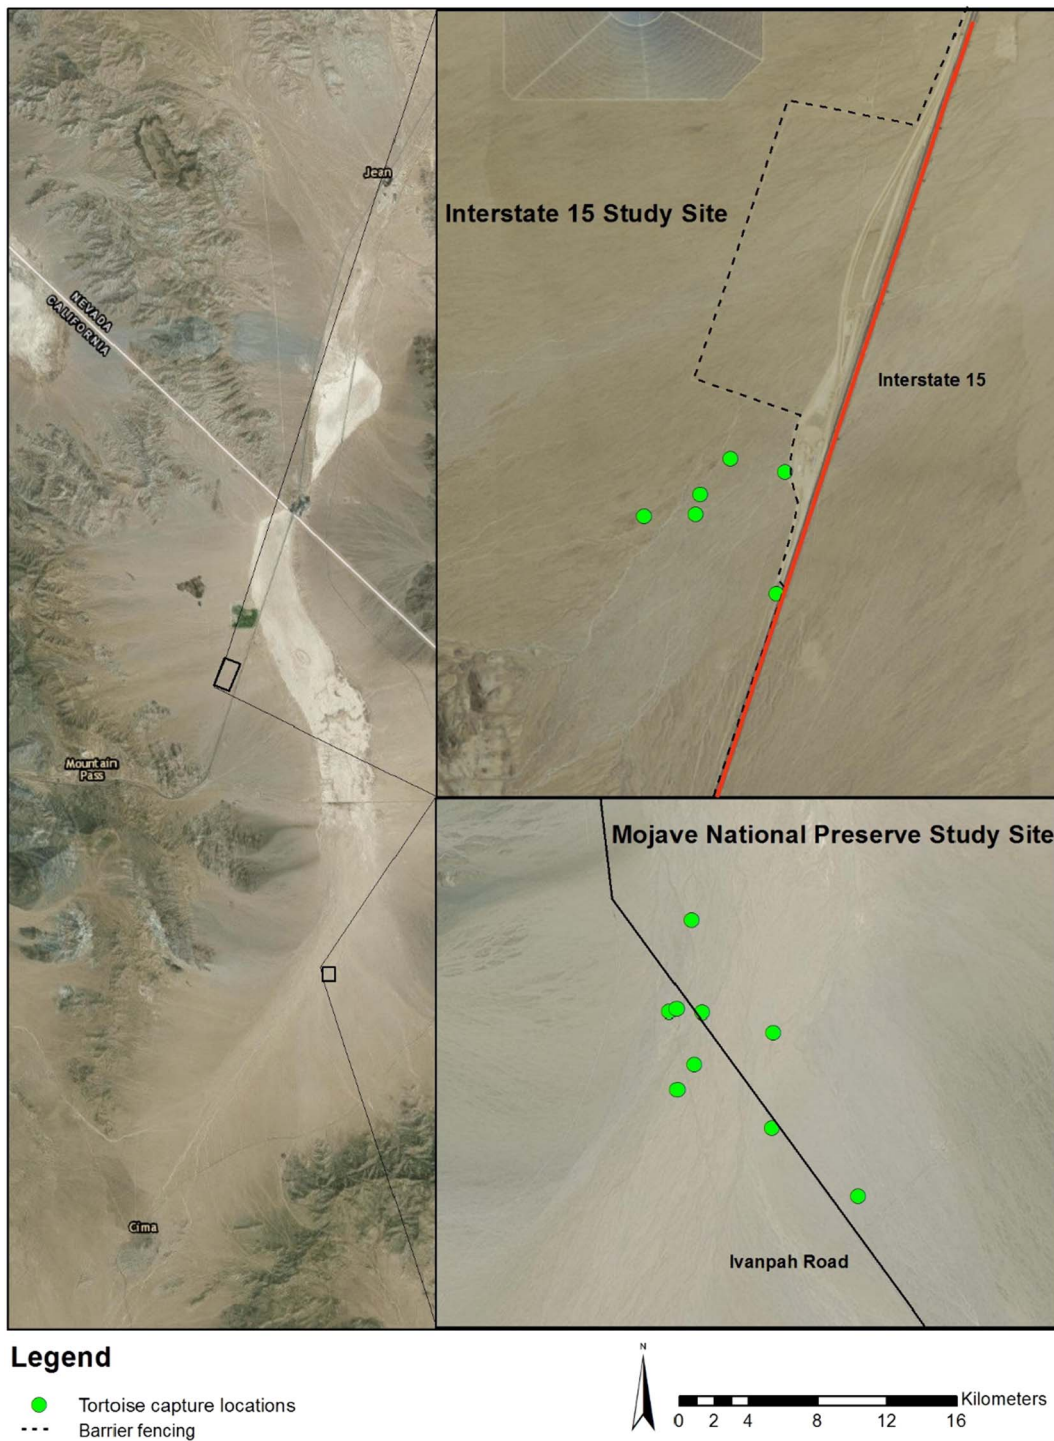 Jean
NEVADA
CALIFORNIA
Mountain
Pass
Cima
Interstate 15 Study Site
Interstate 15
Mojave National Preserve Study Site
Ivanpah Road
Legend
Tortoise capture locations
Barrier fencing
N
Kilometers
0 2 4 8 12 16